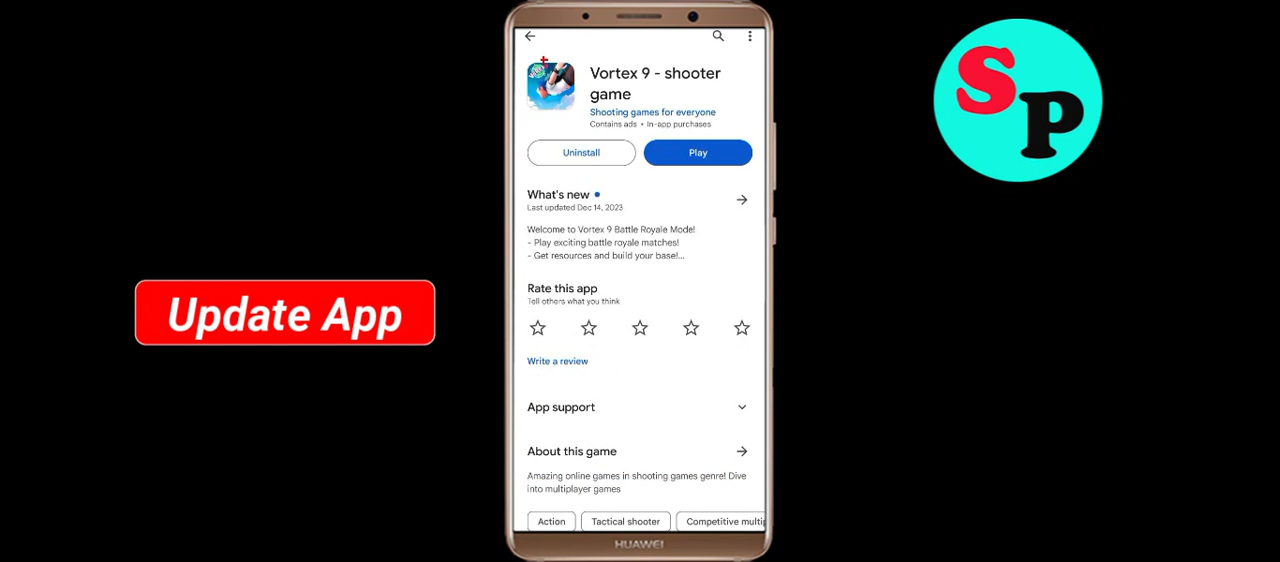 Vortex 9 - shooter
game
Shooting games for everyone
Contains ads • In-app purchases
Uninstall
Play
What's new
Last updated Dec 14, 2023
Welcome to Vortex 9 Battle Royale Mode!
- Play exciting battle royale matches!
- Get resources and build your base!...
Rate this app
Tell others what you think
Write a review
App support
About this game
Amazing online games in shooting games genre! Dive
into multiplayer games
Action
Tactical shooter
Competitive multip
HUAWEI
Update App
S
P